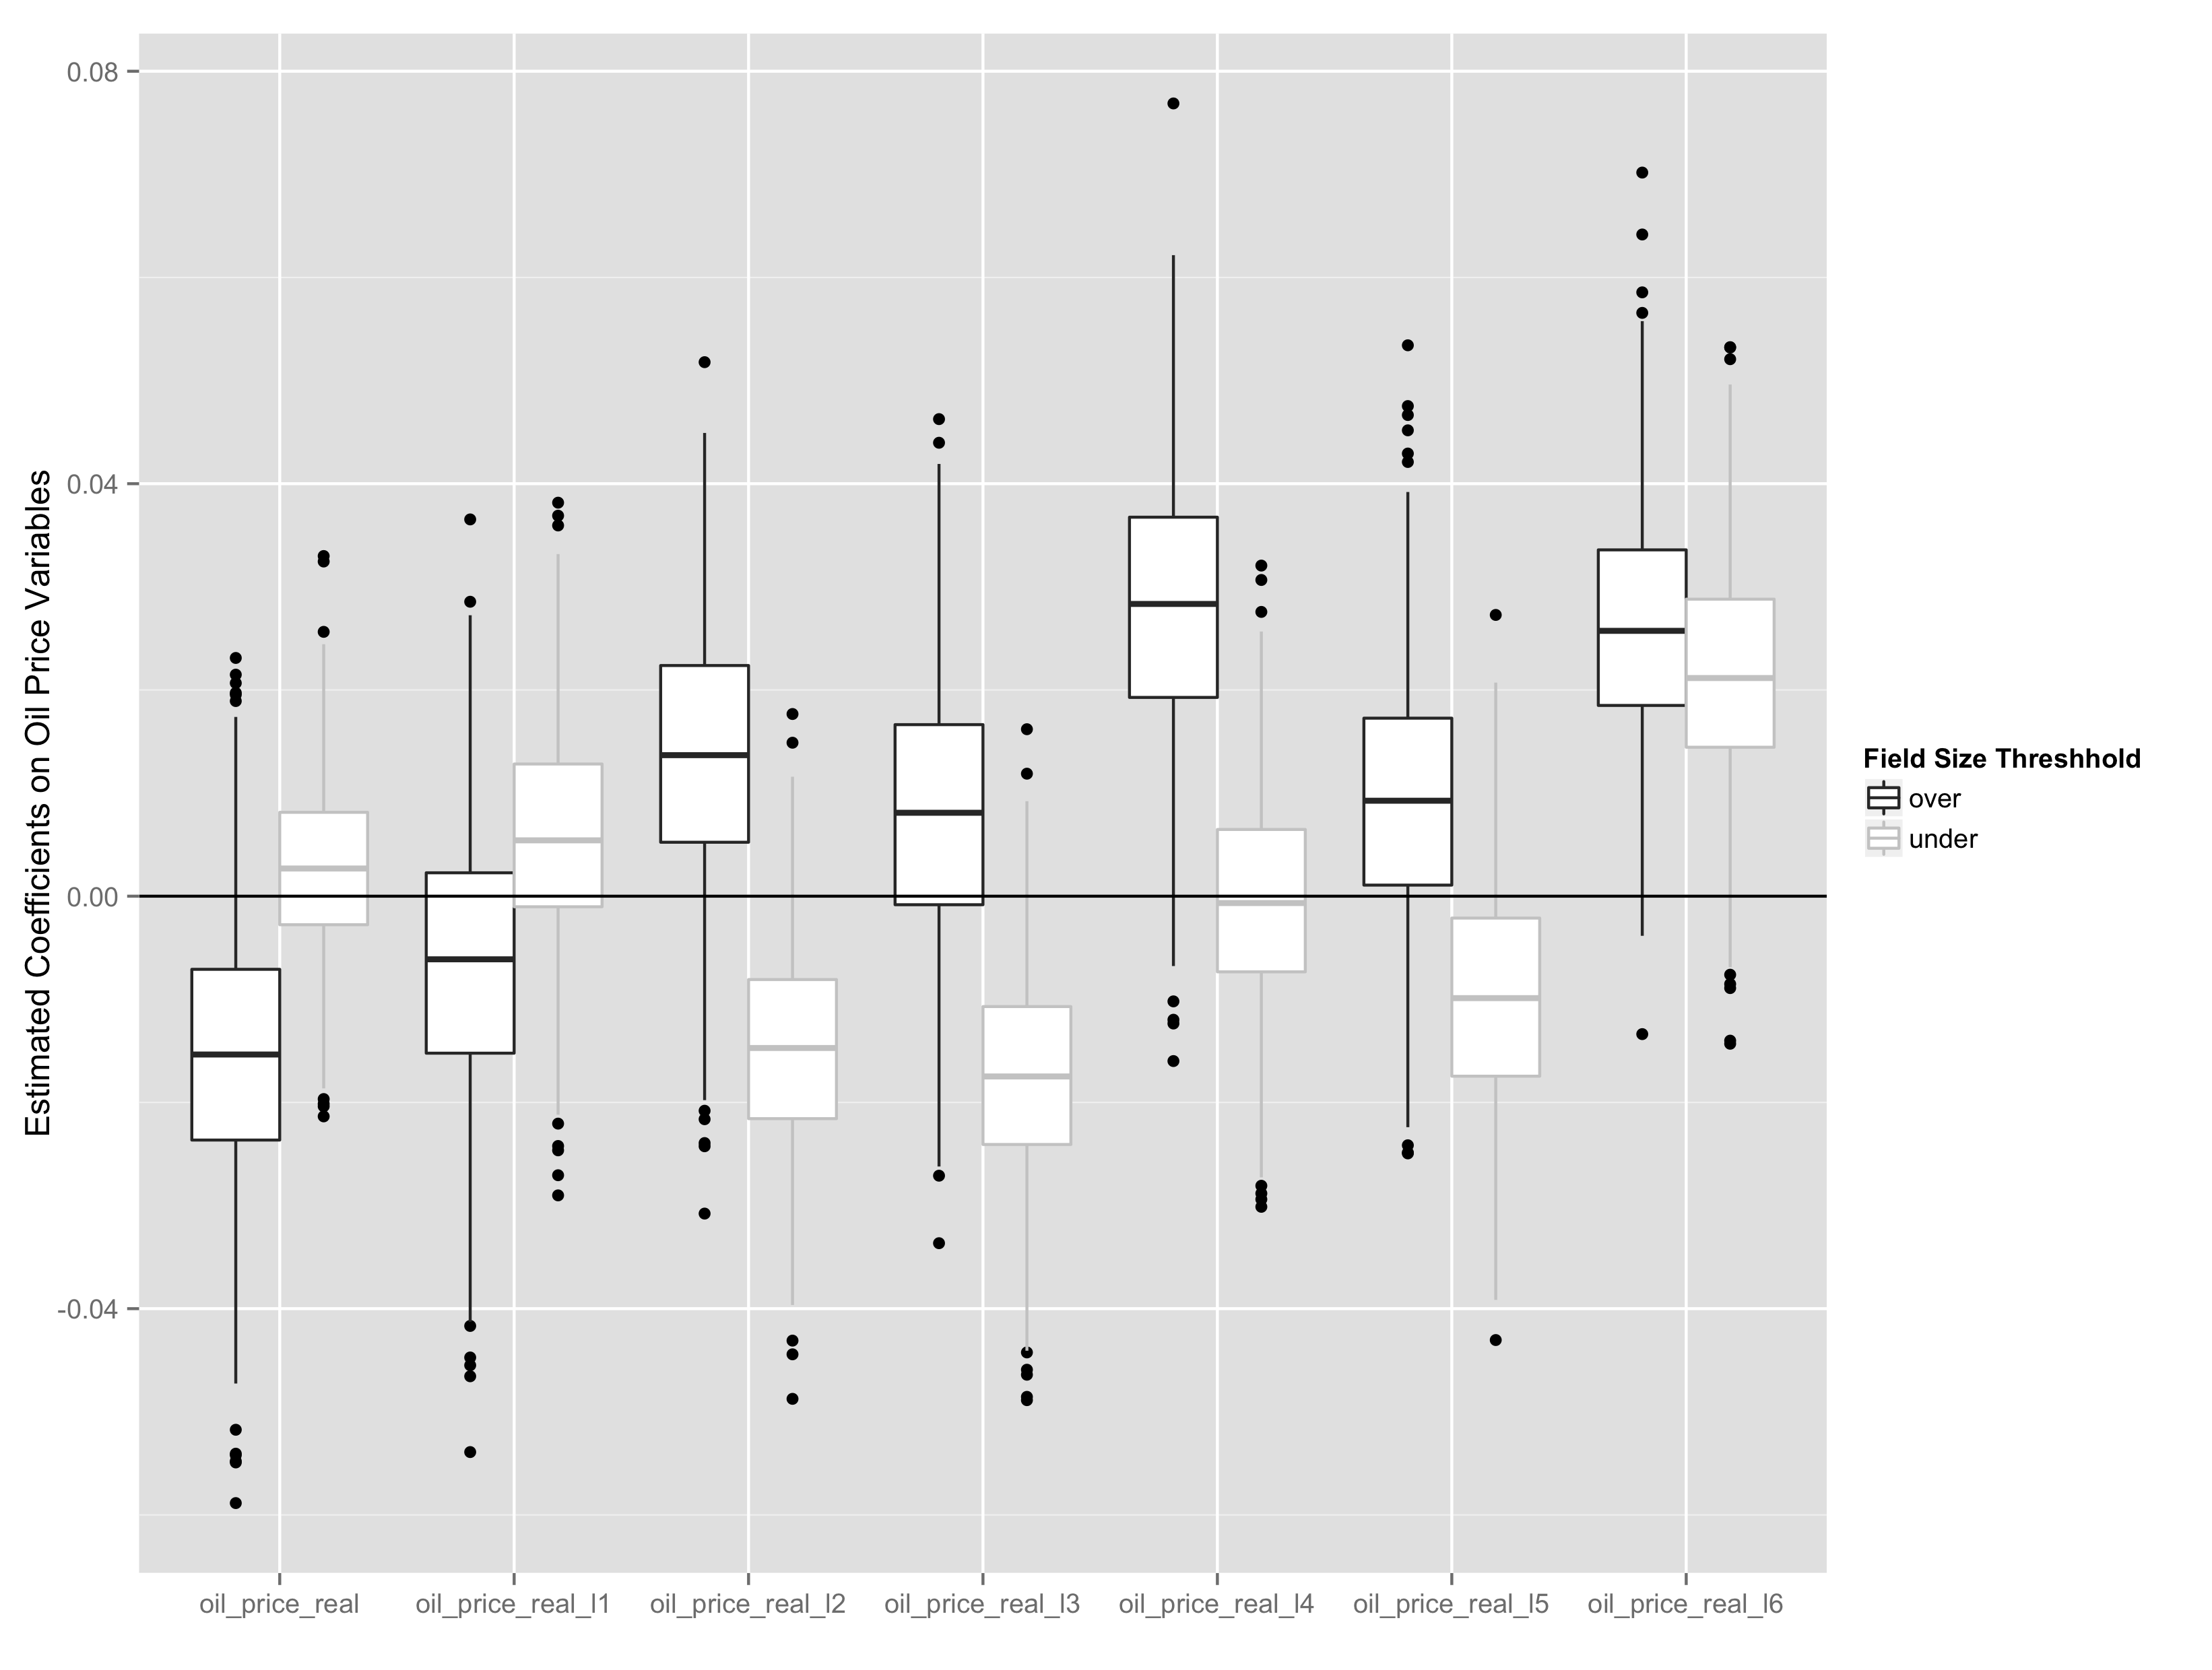 Estimated Coefficients on Oil Price Variables
0.08
0.04
0.00
-0.04
oil_price_real
oil_price_real_l1
oil_price_real_l2
oil_price_real_l3
oil_price_real_l4
oil_price_real_l5
oil_price_real_l6
Field Size Threshhold
over
under